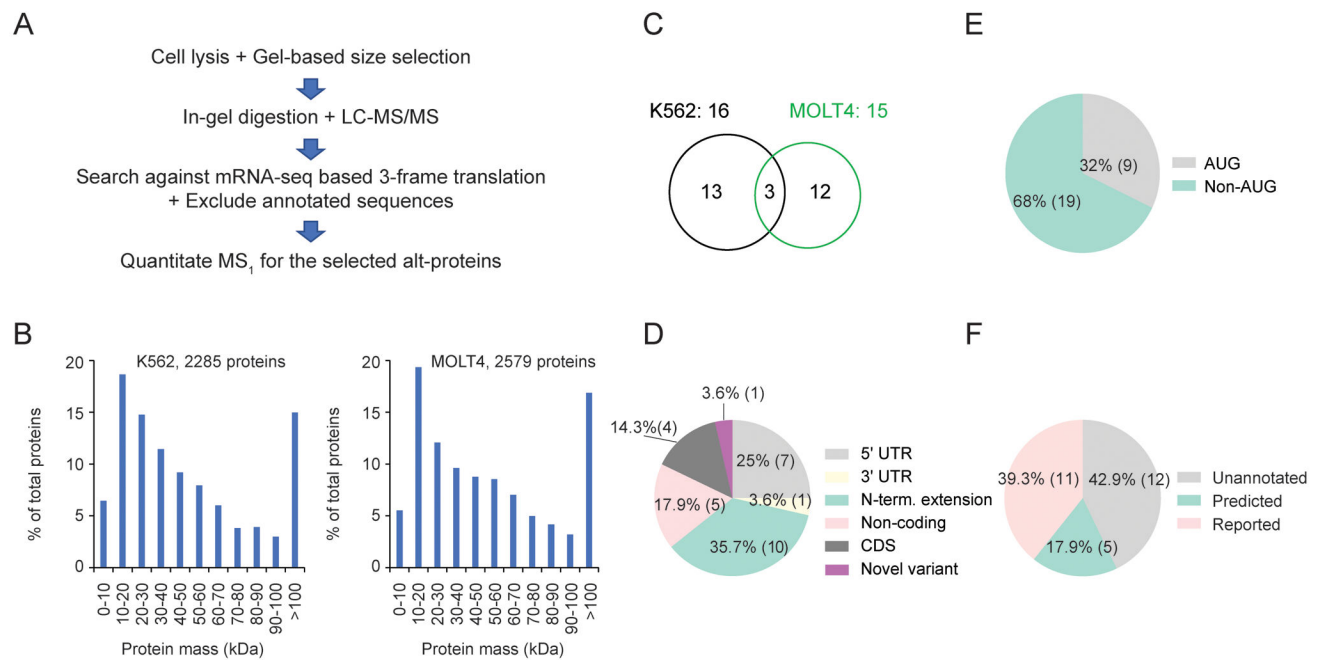 A
Cell lysis + Gel-based size selection
In-gel digestion + LC-MS/MS
Search against mRNA-seq based 3-frame translation
+ Exclude annotated sequences
Quantitate MS1 for the selected alt-proteins
B
K562, 2285 proteins
% of total proteins
20
15
10
5
0
0-10
10-20
20-30
30-40
40-50
50-60
60-70
70-80
80-90
90-100
>100
Protein mass (kDa)
MOLT4, 2579 proteins
% of total proteins
20
15
10
5
0
0-10
10-20
20-30
30-40
40-50
50-60
60-70
70-80
80-90
90-100
>100
Protein mass (kDa)
C
K562: 16
MOLT4: 15
13
3
12
D
3.6% (1)
14.3%(4)
25% (7)
3.6% (1)
17.9% (5)
35.7% (10)
5' UTR
3' UTR
N-term. extension
Non-coding
CDS
Novel variant
E
32% (9)
68% (19)
AUG
Non-AUG
F
39.3% (11)
42.9% (12)
17.9% (5)
Unannotated
Predicted
Reported